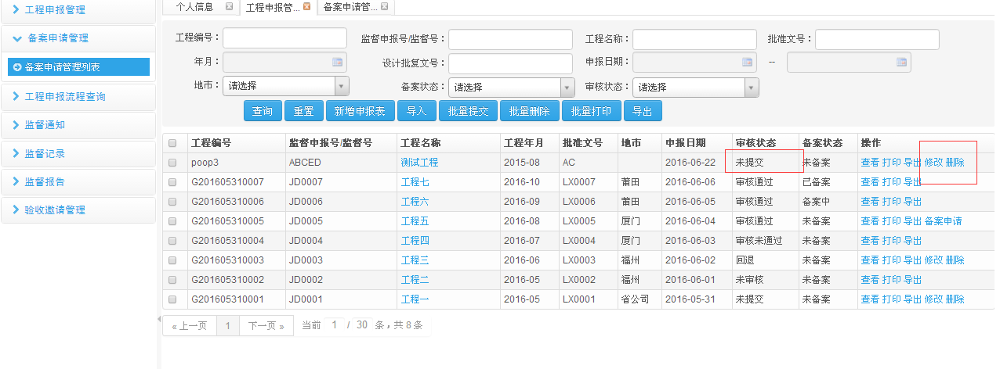 工程申报管理
备案申请管理
备案申请管理列表
工程申报流程查询
监督通知
监督记录
监督报告
验收邀请管理
个人信息 工程申报管... 备案申请管...
工程编号： 监督申报号/监督号： 工程名称： 批准文号：
年月： 设计批复文号： 申报日期： --
地市： 请选择 备案状态： 请选择 审核状态： 请选择
查询 重置 新增申报表 导入 批量提交 批量删除 批量打印 导出
工程编号 监督申报号/监督号 工程名称 工程年月 批准文号 地市 申报日期 审核状态 备案状态 操作
poop3 ABCED 测试工程 2015-08 AC 2016-06-22 未提交 未备案 查看 打印 导出 修改 删除
G201605310007 JD0007 工程七 2016-10 LX0007 莆田 2016-06-06 审核通过 已备案 查看 打印 导出
G201605310006 JD0006 工程六 2016-09 LX0006 莆田 2016-06-05 审核通过 备案中 查看 打印 导出
G201605310005 JD0005 工程五 2016-08 LX0005 厦门 2016-06-04 审核通过 未备案 查看 打印 导出 备案申请
G201605310004 JD0004 工程四 2016-07 LX0004 厦门 2016-06-03 审核未通过 未备案 查看 打印 导出
G201605310003 JD0003 工程三 2016-06 LX0003 福州 2016-06-02 回退 未备案 查看 打印 导出 修改 删除
G201605310002 JD0002 工程二 2016-05 LX0002 福州 2016-06-01 未审核 未备案 查看 打印 导出
G201605310001 JD0001 工程一 2016-05 LX0001 省公司 2016-05-31 未提交 未备案 查看 打印 导出 修改 删除
« 上一页 1 下一页 » 当前 1 / 30 条，共 8 条